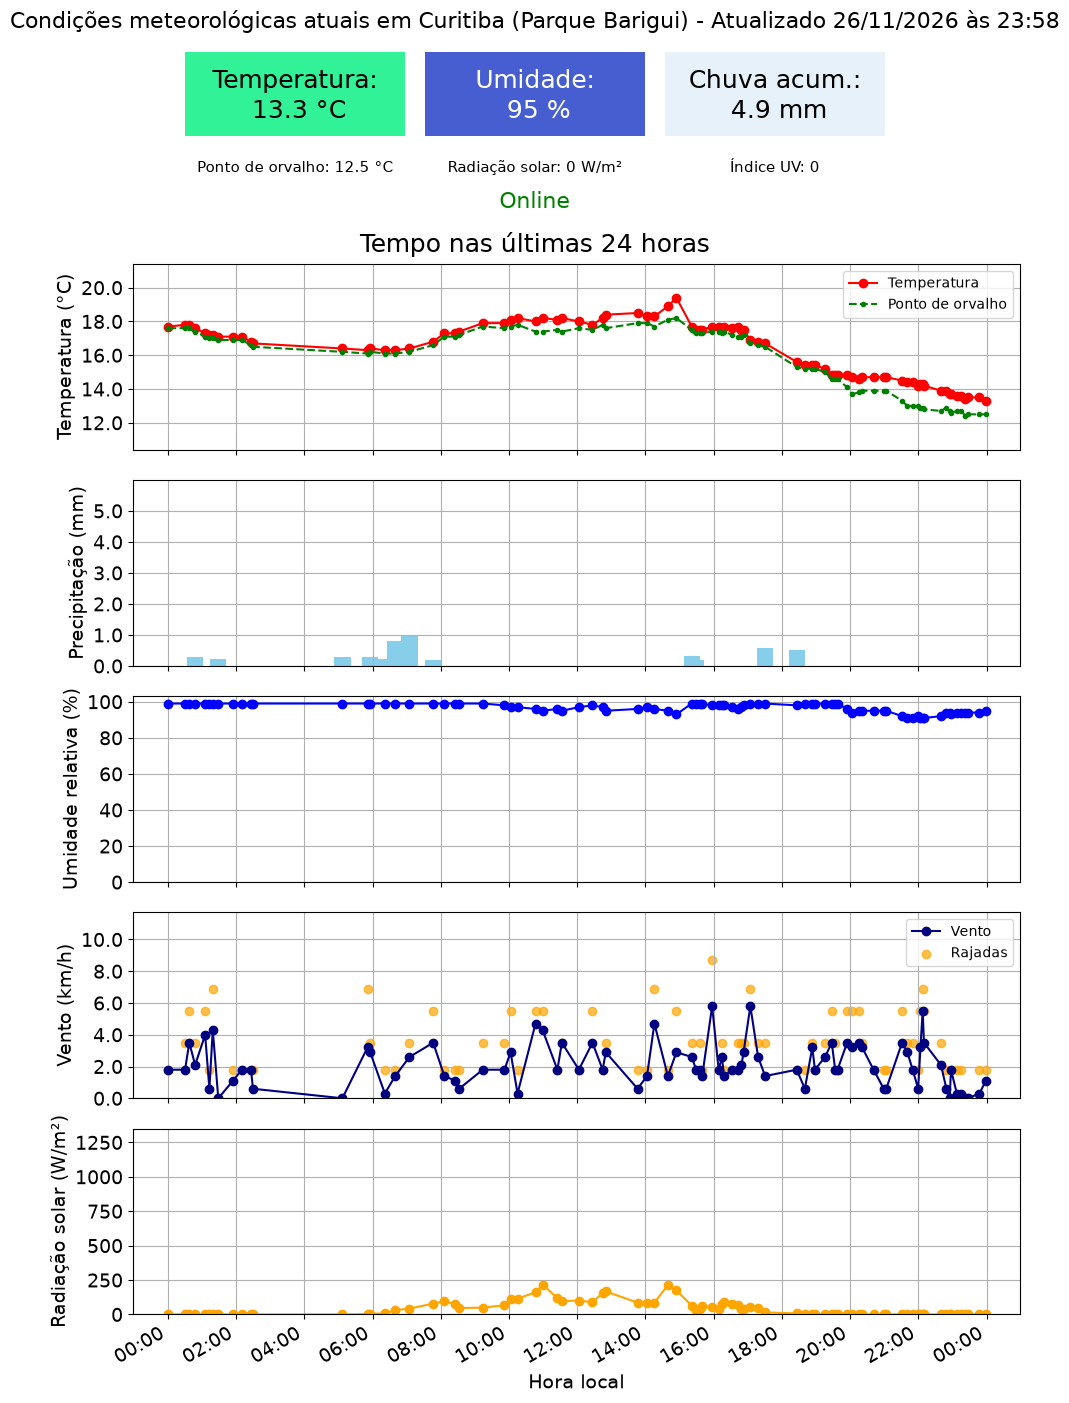 Condições meteorológicas atuais em Curitiba (Parque Barigui) - Atualizado 26/11/2026 às 23:58
Temperatura:
13.3 °C
Umidade:
95 %
Chuva acum.:
4.9 mm
Ponto de orvalho: 12.5 °C
Radiação solar: 0 W/m²
Índice UV: 0
Online
Tempo nas últimas 24 horas
Temperatura (°C)
20.0
18.0
16.0
14.0
12.0
Temperatura
Ponto de orvalho
Precipitação (mm)
5.0
4.0
3.0
2.0
1.0
0.0
Umidade relativa (%)
100
80
60
40
20
0
Vento (km/h)
10.0
8.0
6.0
4.0
2.0
0.0
Vento
Rajadas
Radiação solar (W/m²)
1250
1000
750
500
250
0
00:00
02:00
04:00
06:00
08:00
10:00
12:00
14:00
16:00
18:00
20:00
22:00
00:00
Hora local